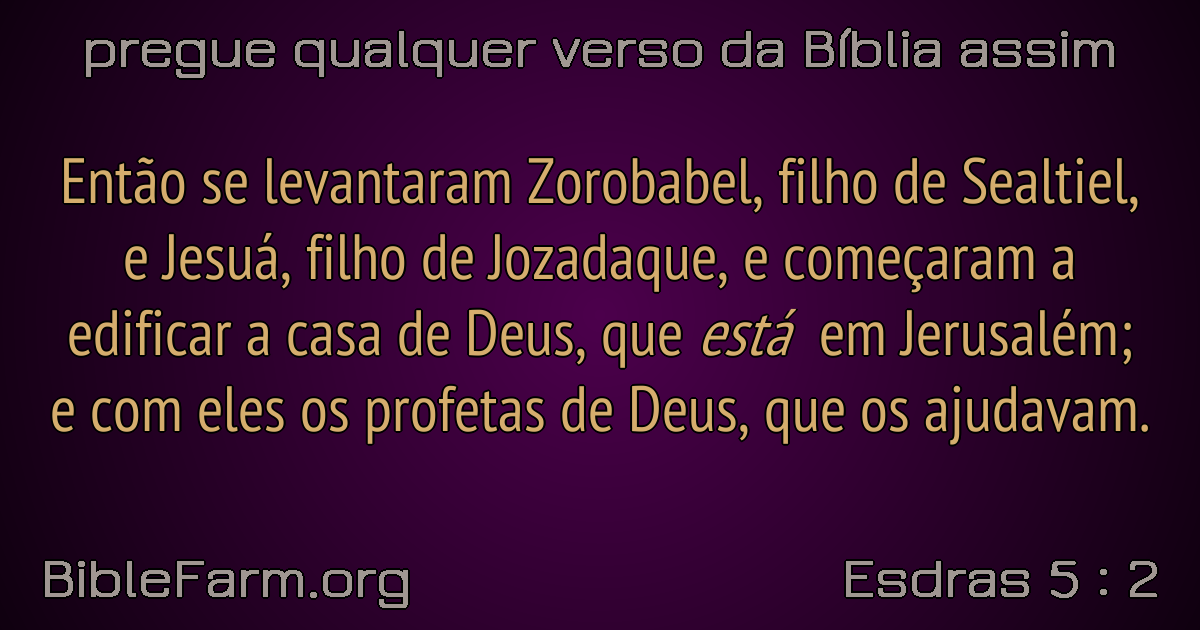 pregue qualquer verso da Bíblia assim
Então se levantaram Zorobabel, filho de Sealtiel,
e Jesuá, filho de Jozadaque, e começaram a
edificar a casa de Deus, que está em Jerusalém;
e com eles os profetas de Deus, que os ajudavam.
BibleFarm.org
Esdras 5 : 2